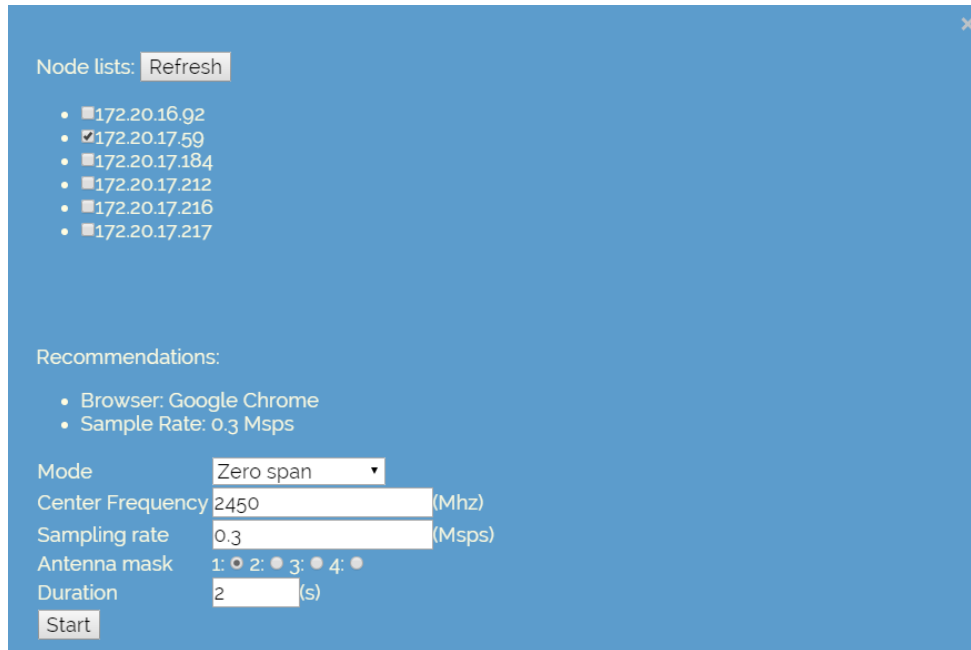 ×
Node lists: Refresh
172.20.16.92
172.20.17.59
172.20.17.184
172.20.17.212
172.20.17.216
172.20.17.217
Recommendations:
Browser: Google Chrome
Sample Rate: 0.3 Msps
Mode Zero span
Center Frequency 2450 (Mhz)
Sampling rate 0.3 (Msps)
Antenna mask 1: 2: 3: 4:
Duration 2 (s)
Start